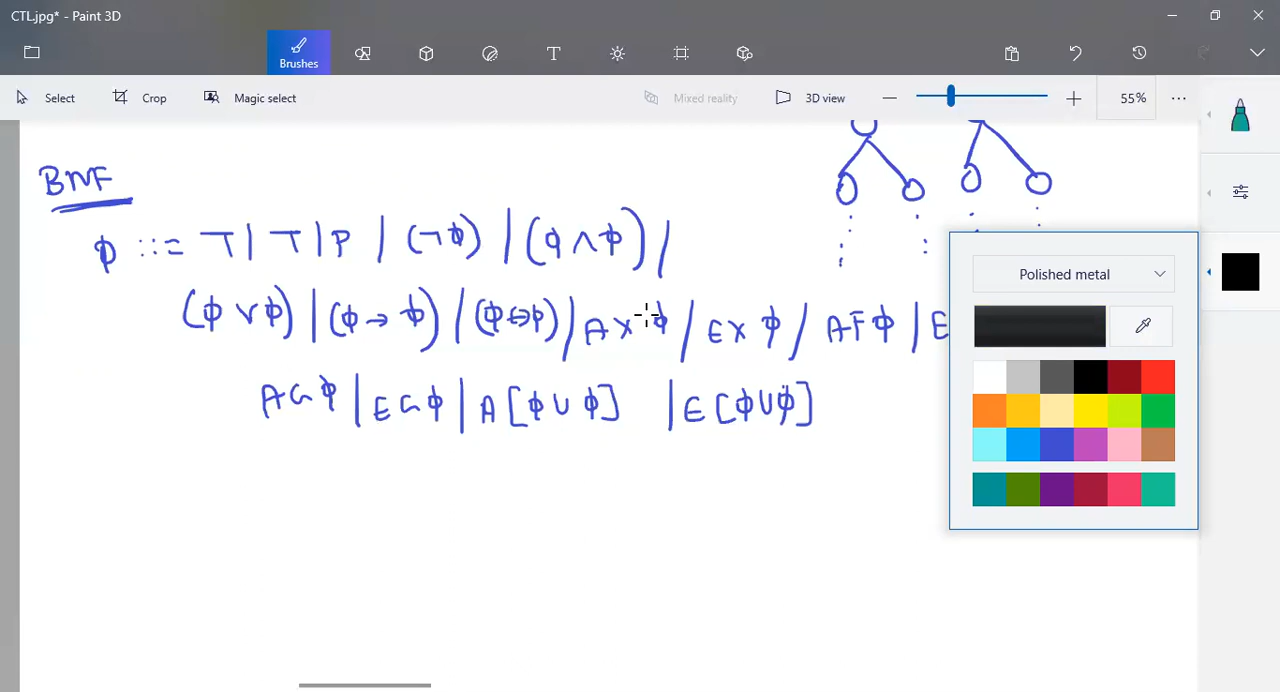 CTL.jpg* - Paint 3D
Brushes
Select Crop Magic select Mixed reality 3D view 55%
BNF
Φ ::= ⊤ | ⊤ | P | (¬Φ) | (Φ ∧ Φ) |
(Φ ∨ Φ) | (Φ → Φ) | (Φ ↔ Φ) | AX Φ | EX Φ | AF Φ | E
AG Φ | EG Φ | A [Φ U Φ] | E [Φ U Φ]
Polished metal